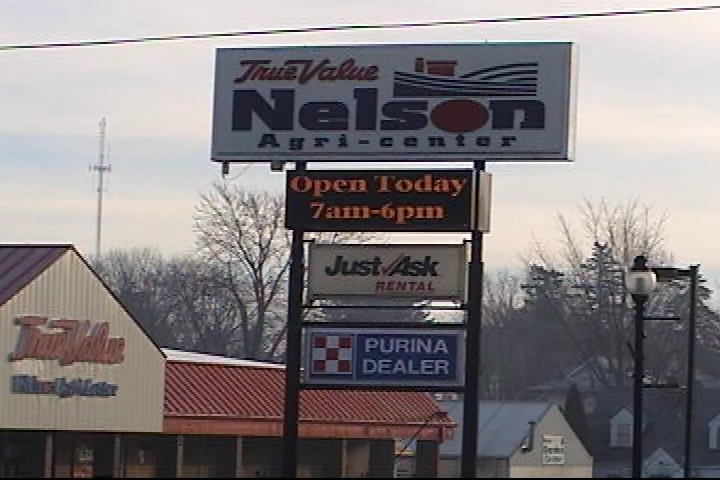 True Value
Nelson
Agri-center
Open Today
7am-6pm
Just Ask
RENTAL
PURINA
DEALER
True Value